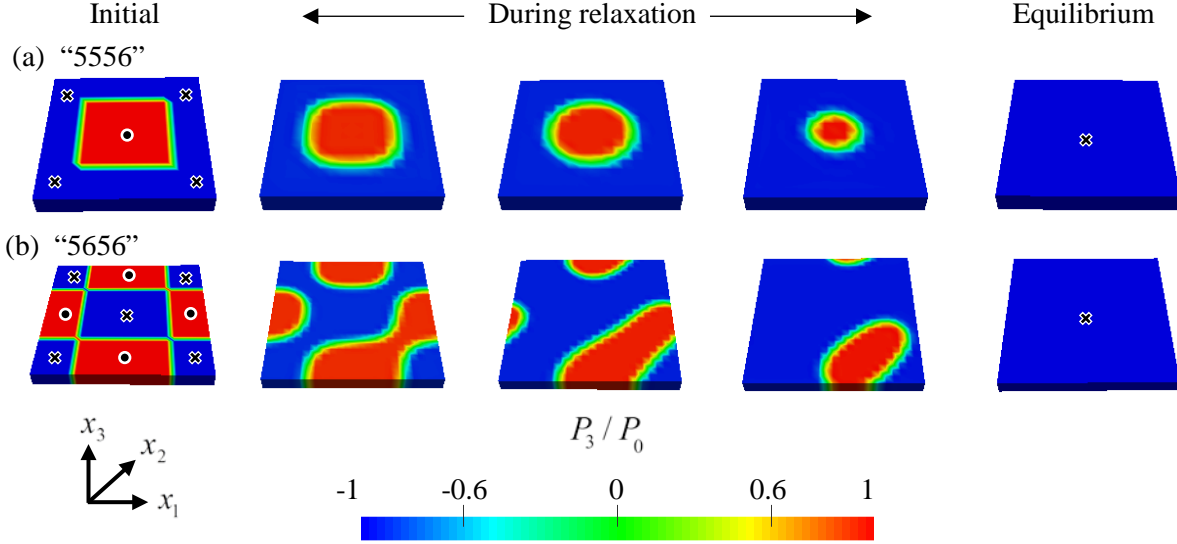 Initial During relaxation Equilibrium
(a) “5556”
(b) “5656”
x3
x2
x1
P3 / P0
-1 -0.6 0 0.6 1